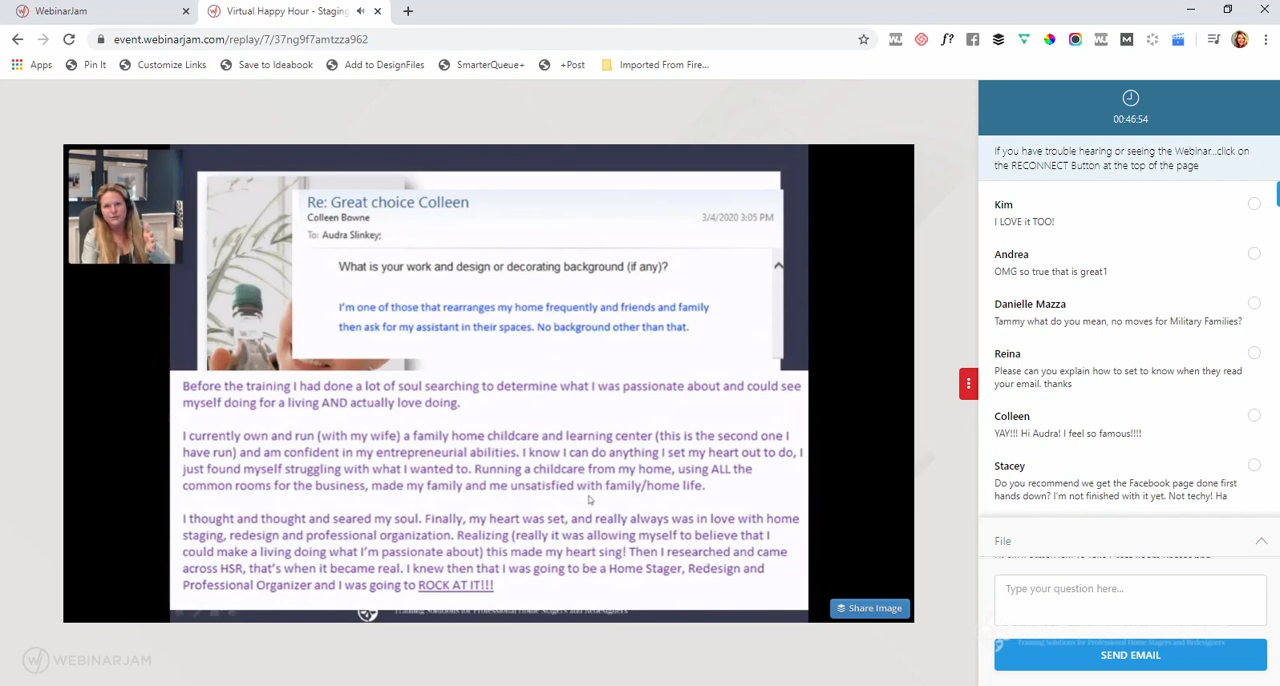 WebinarJam
Virtual Happy Hour - Staging
event.webinarjam.com/replay/7/37ng9f7amtzza962
Apps
Pin It
Customize Links
Save to Ideabook
Add to DesignFiles
SmarterQueue+
+Post
Imported From Fire...
00:46:54
If you have trouble hearing or seeing the Webinar...click on
the RECONNECT Button at the top of the page
Re: Great choice Colleen
Colleen Bowne
3/4/2020 3:05 PM
To: Audra Slinkey;
What is your work and design or decorating background (if any)?
I'm one of those that rearranges my home frequently and friends and family
then ask for my assistant in their spaces. No background other than that.
Before the training I had done a lot of soul searching to determine what I was passionate about and could see
myself doing for a living AND actually love doing.
I currently own and run (with my wife) a family home childcare and learning center (this is the second one I
have run) and am confident in my entrepreneurial abilities. I know I can do anything I set my heart out to do, I
just found myself struggling with what I wanted to. Running a childcare from my home, using ALL the
common rooms for the business, made my family and me unsatisfied with family/home life.
I thought and thought and seared my soul. Finally, my heart was set, and really always was in love with home
staging, redesign and professional organization. Realizing (really it was allowing myself to believe that I
could make a living doing what I'm passionate about) this made my heart sing! Then I researched and came
across HSR, that's when it became real. I knew then that I was going to be a Home Stager, Redesign and
Professional Organizer and I was going to ROCK AT IT!!!
Training Solutions for Professional Home Stagers and Redesigners
Share Image
Kim
I LOVE it TOO!
Andrea
OMG so true that is great1
Danielle Mazza
Tammy what do you mean, no moves for Military Families?
Reina
Please can you explain how to set to know when they read
your email. thanks
Colleen
YAY!!! Hi Audra! I feel so famous!!!!
Stacey
Do you recommend we get the Facebook page done first
hands down? I'm not finished with it yet. Not techy! Ha
File
Type your question here...
Training Solutions for Professional Home Stagers and Redesigners
SEND EMAIL
WEBINARJAM